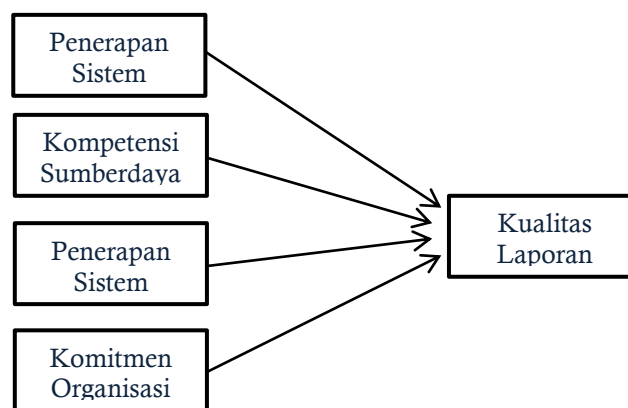 Penerapan
Sistem
Kompetensi
Sumberdaya
Penerapan
Sistem
Komitmen
Organisasi
Kualitas
Laporan